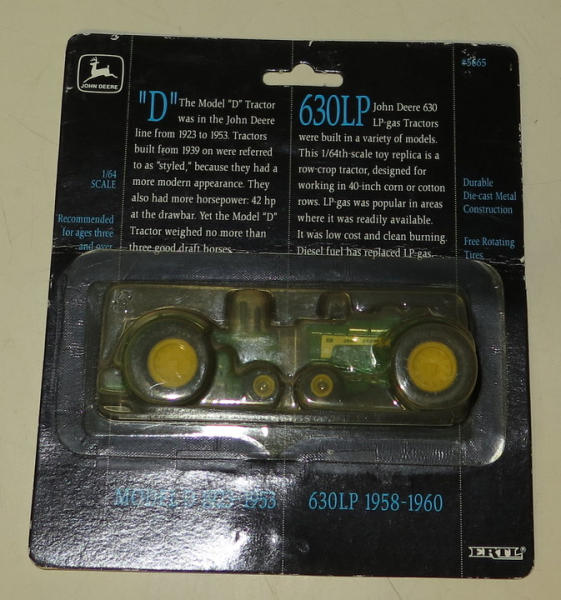 JOHN DEERE
#5665
"D" The Model "D" Tractor
was in the John Deere
line from 1923 to 1953. Tractors
built from 1939 on were referred
to as "styled," because they had a
more modern appearance. They
also had more horsepower: 42 hp
at the drawbar. Yet the Model "D"
Tractor weighed no more than
three good draft horses.
630LP John Deere 630
LP-gas Tractors
were built in a variety of models.
This 1/64th-scale toy replica is a
row-crop tractor, designed for
working in 40-inch corn or cotton
rows. LP-gas was popular in areas
where it was readily available.
It was low cost and clean burning.
Diesel fuel has replaced LP-gas.
1/64
SCALE
Recommended
for ages three
and over
Durable
Die-cast Metal
Construction
Free Rotating
Tires
MODEL D 1923-1953
630LP 1958-1960
ERTL